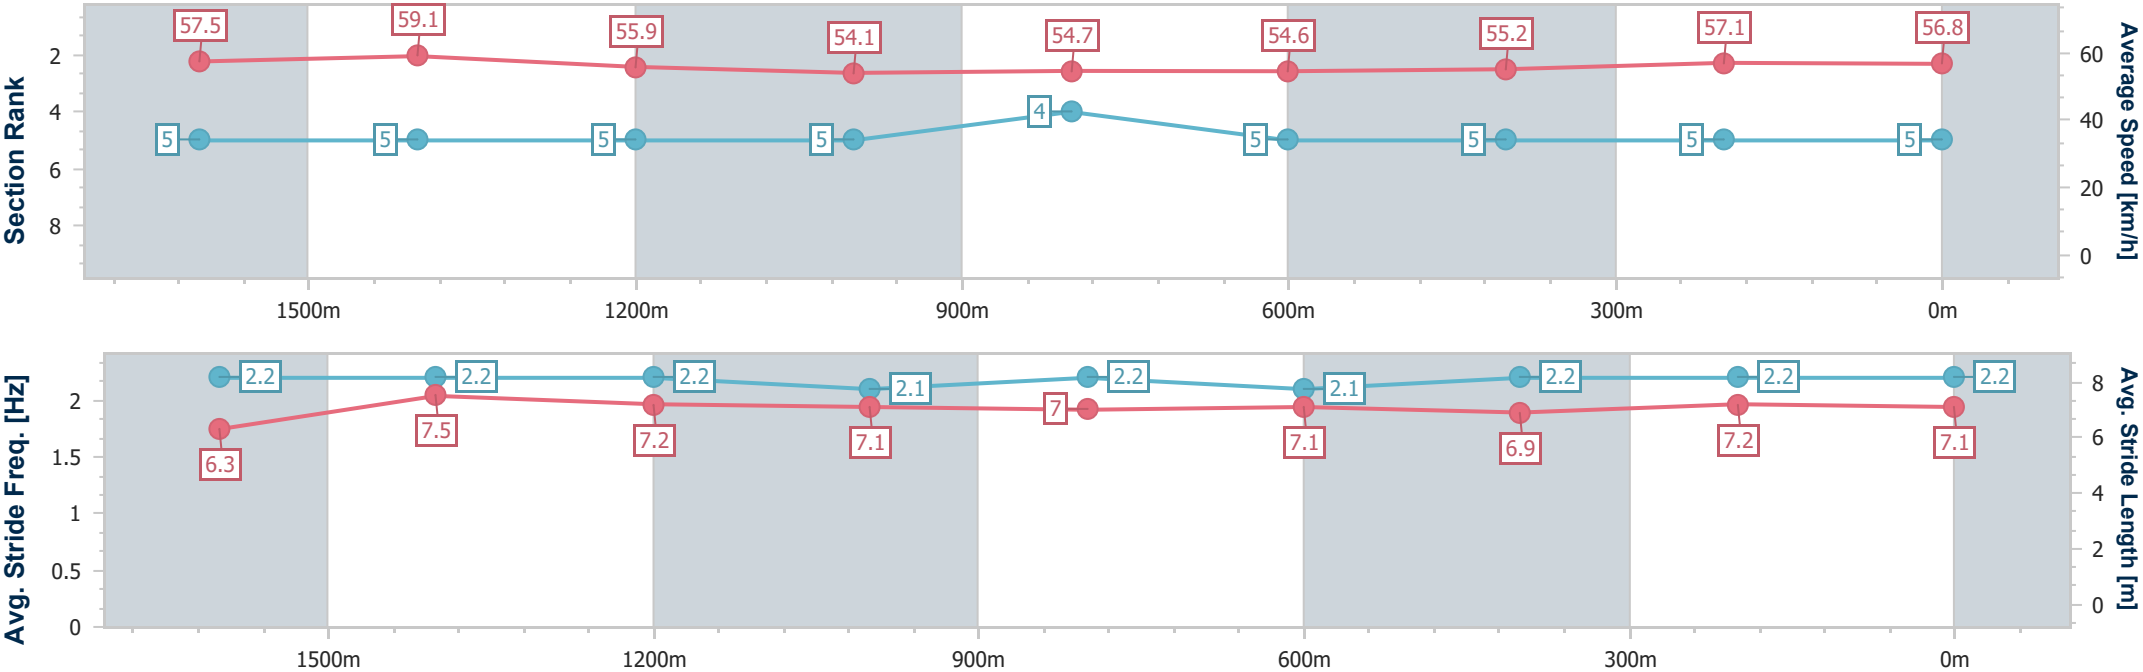 57.5 59.1 55.9 54.1 54.7 54.6 55.2 57.1 56.8
5 5 5 5 4 5 5 5 5
Section Rank
2
4
6
8
Average Speed [km/h]
60
40
20
0
1500m 1200m 900m 600m 300m 0m
2.2 2.2 2.2 2.1 2.2 2.1 2.2 2.2 2.2
6.3 7.5 7.2 7.1 7 7.1 6.9 7.2 7.1
Avg. Stride Freq. [Hz]
2
1.5
1
0.5
0
Avg. Stride Length [m]
8
6
4
2
0
1500m 1200m 900m 600m 300m 0m